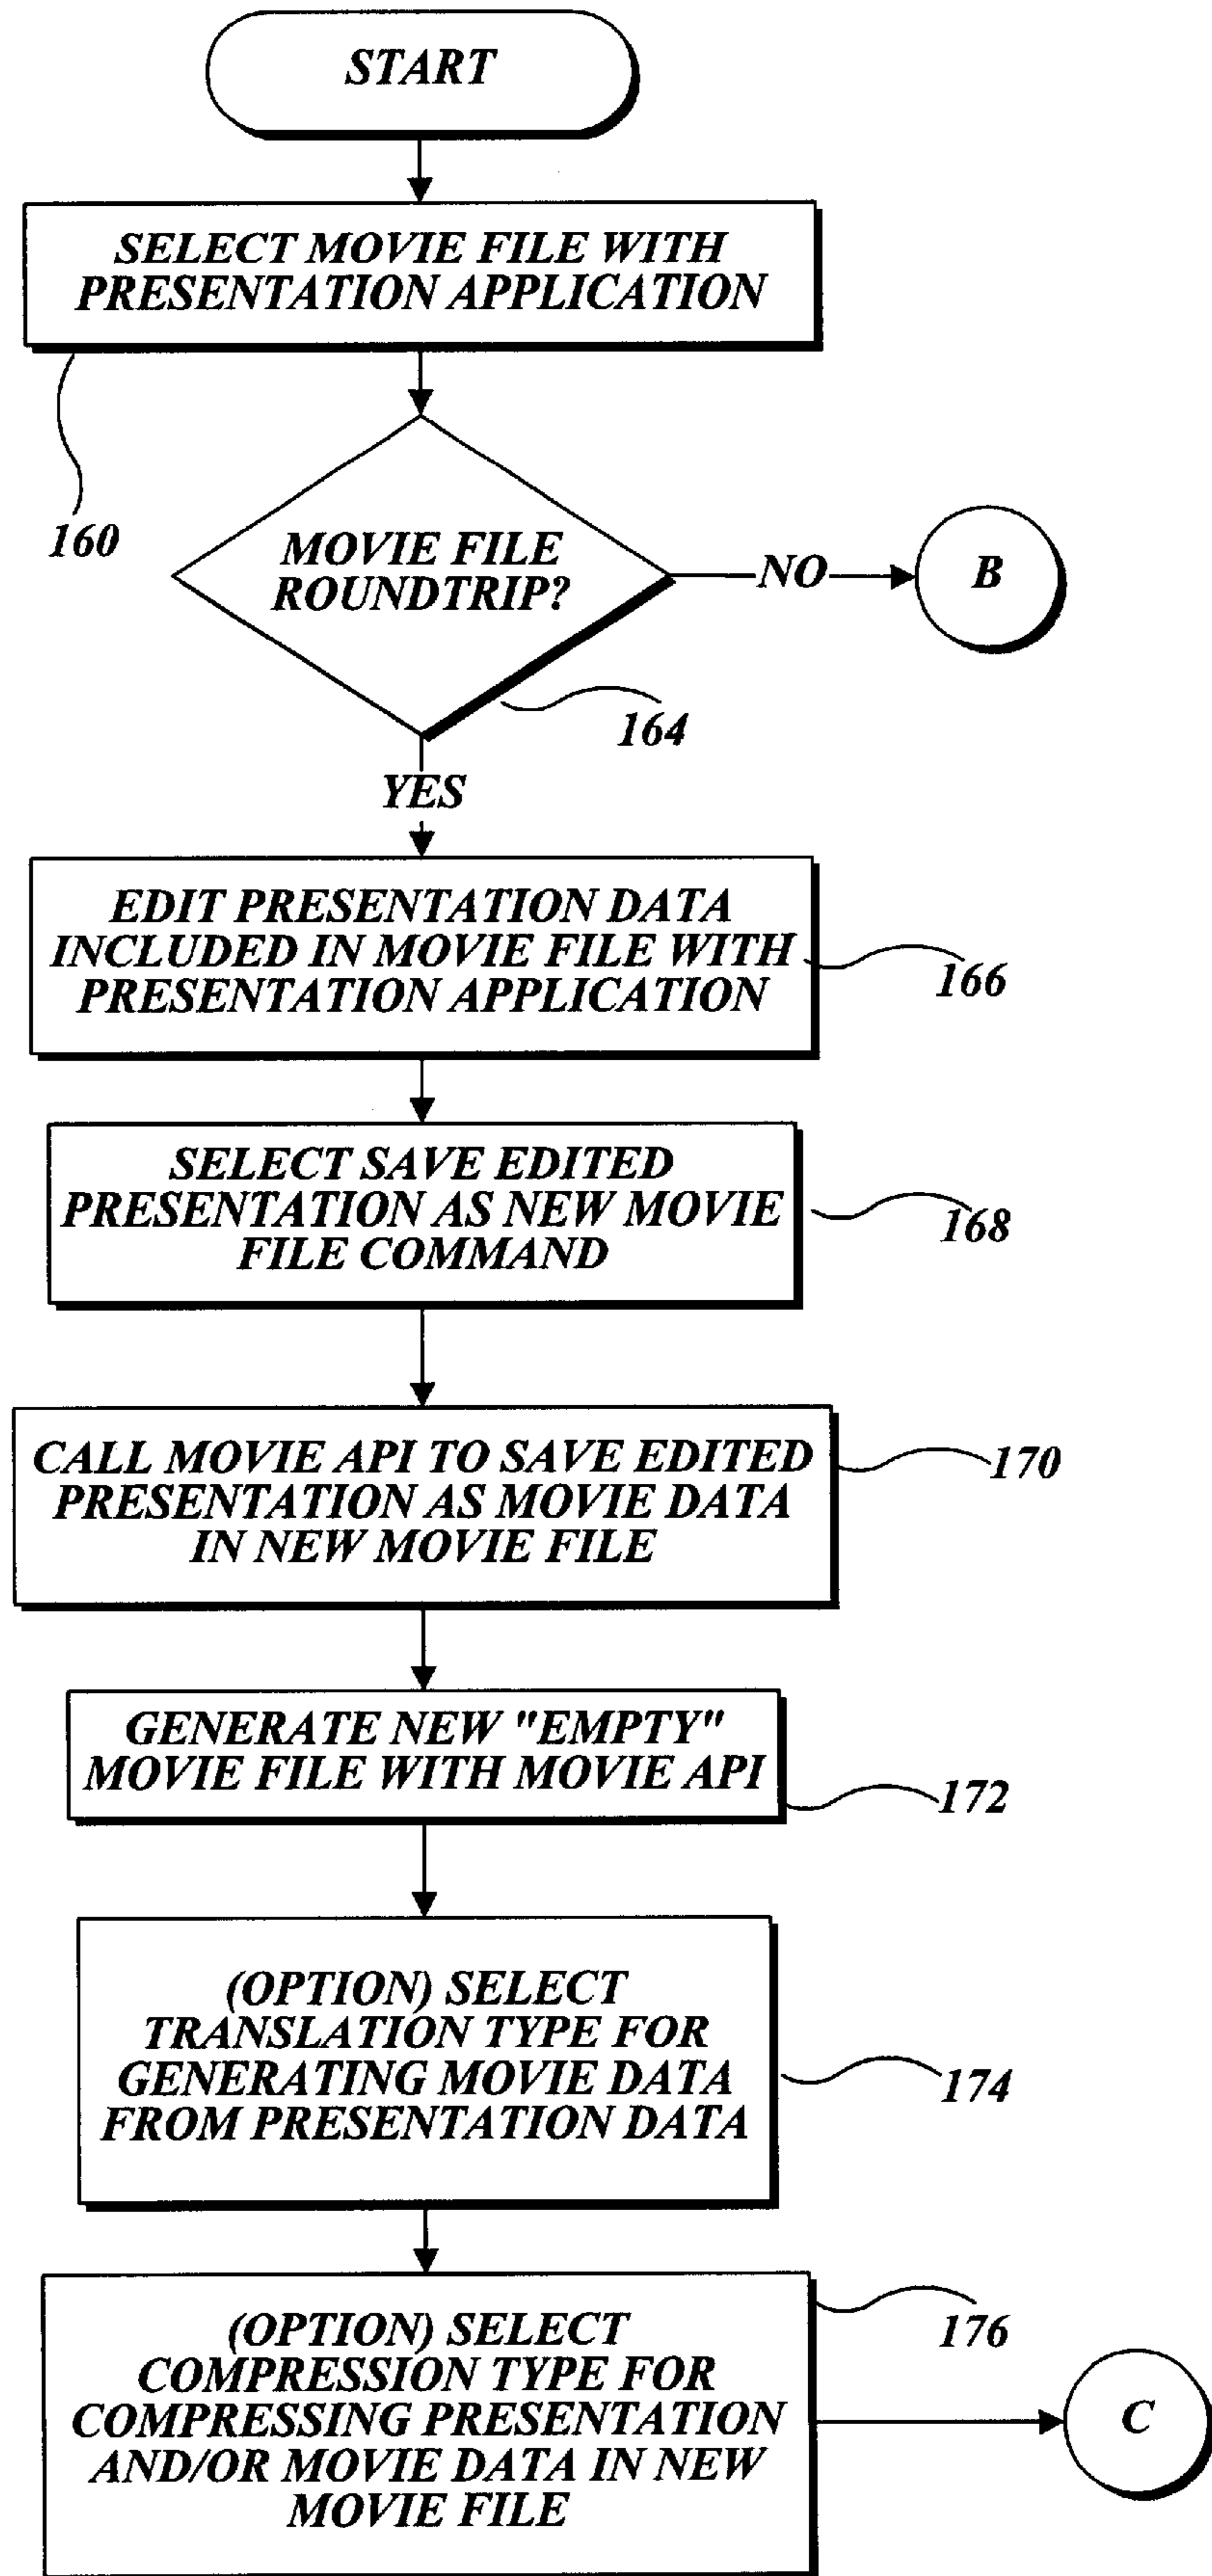 START
SELECT MOVIE FILE WITH
PRESENTATION APPLICATION
160
MOVIE FILE
ROUNDTRIP?
NO
B
164
YES
EDIT PRESENTATION DATA
INCLUDED IN MOVIE FILE WITH
PRESENTATION APPLICATION
166
SELECT SAVE EDITED
PRESENTATION AS NEW MOVIE
FILE COMMAND
168
CALL MOVIE API TO SAVE EDITED
PRESENTATION AS MOVIE DATA
IN NEW MOVIE FILE
170
GENERATE NEW "EMPTY"
MOVIE FILE WITH MOVIE API
172
(OPTION) SELECT
TRANSLATION TYPE FOR
GENERATING MOVIE DATA
FROM PRESENTATION DATA
174
(OPTION) SELECT
COMPRESSION TYPE FOR
COMPRESSING PRESENTATION
AND/OR MOVIE DATA IN NEW
MOVIE FILE
176
C